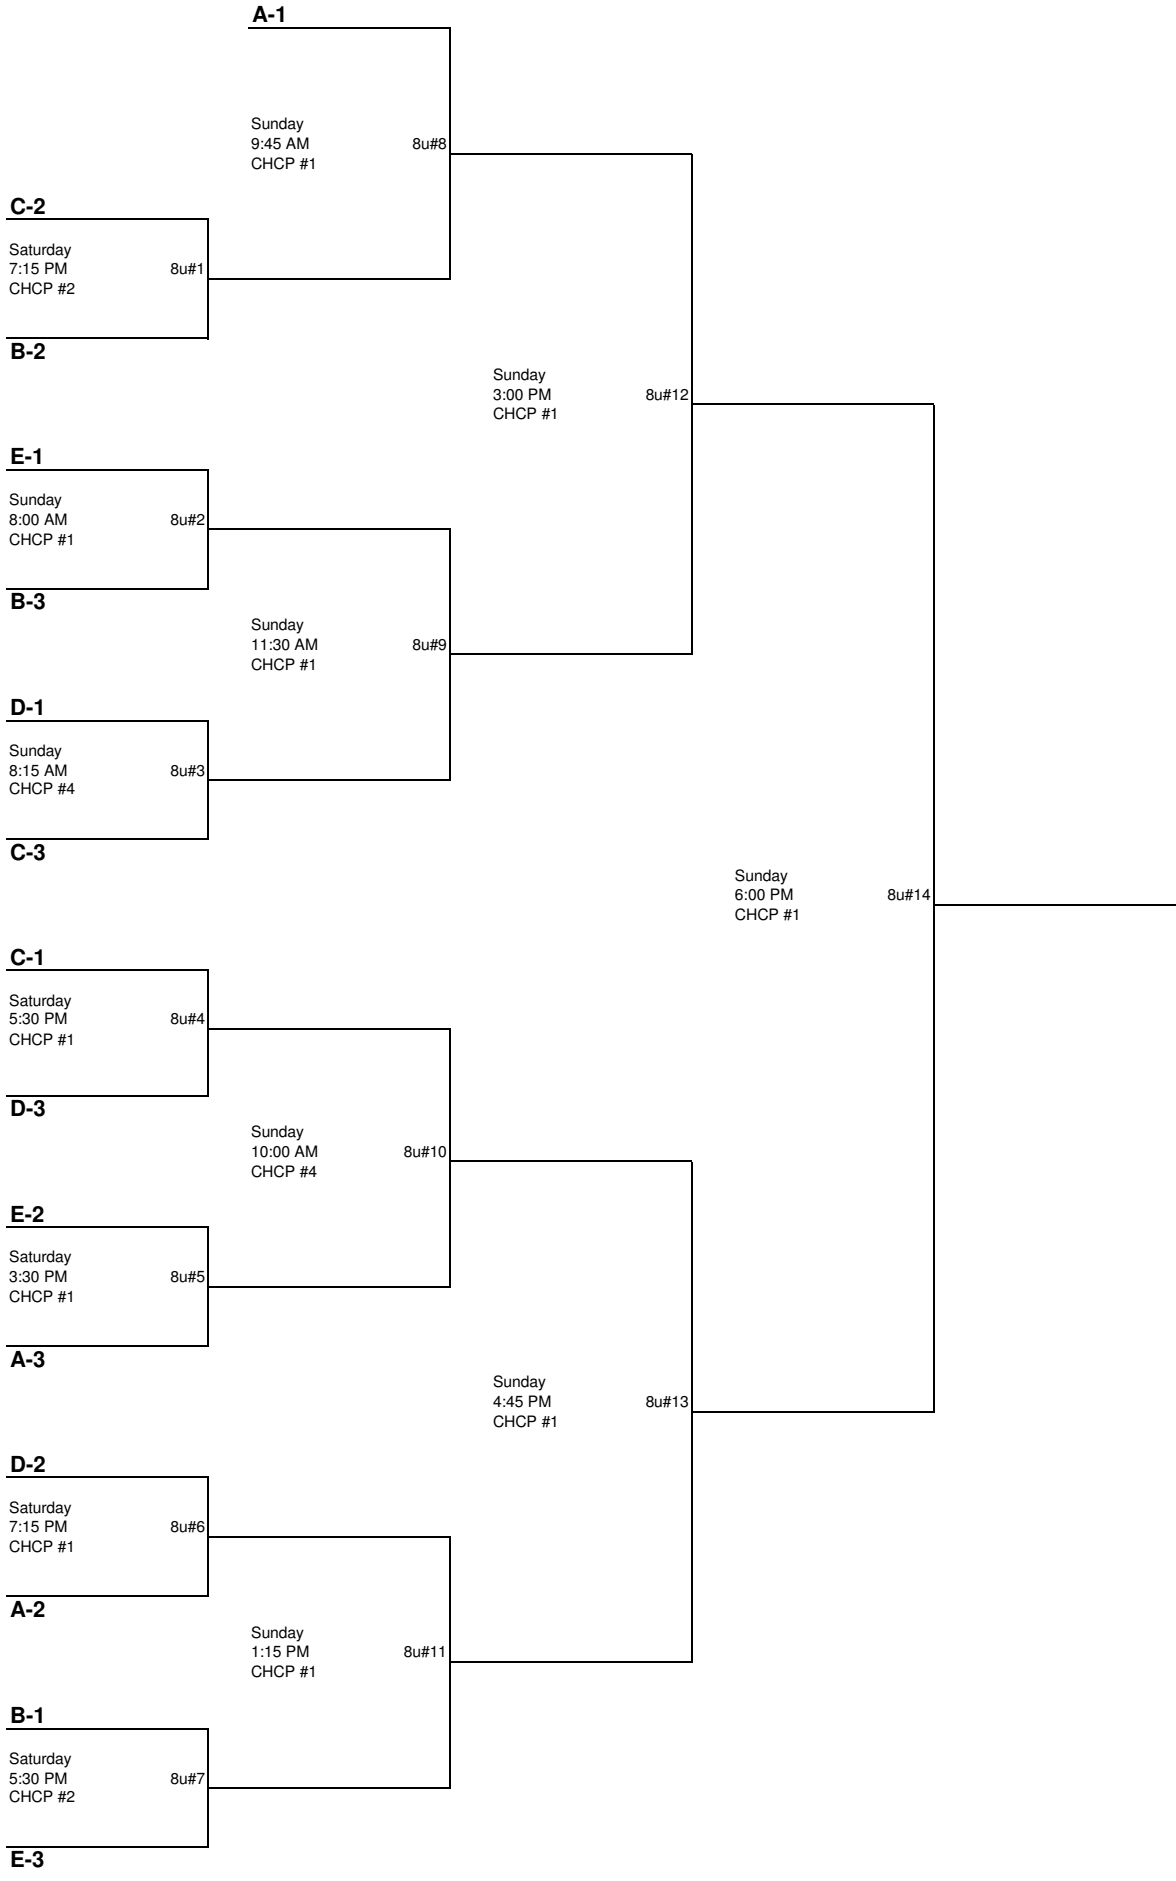 A-1
Sunday
9:45 AM
8u#8
CHCP #1
C-2
Saturday
7:15 PM
8u#1
CHCP #2
B-2
Sunday
3:00 PM
8u#12
CHCP #1
E-1
Sunday
8:00 AM
8u#2
CHCP #1
B-3
Sunday
11:30 AM
8u#9
CHCP #1
D-1
Sunday
8:15 AM
8u#3
CHCP #4
C-3
Sunday
6:00 PM
8u#14
CHCP #1
C-1
Saturday
5:30 PM
8u#4
CHCP #1
D-3
Sunday
10:00 AM
8u#10
CHCP #4
E-2
Saturday
3:30 PM
8u#5
CHCP #1
A-3
Sunday
4:45 PM
8u#13
CHCP #1
D-2
Saturday
7:15 PM
8u#6
CHCP #1
A-2
Sunday
1:15 PM
8u#11
CHCP #1
B-1
Saturday
5:30 PM
8u#7
CHCP #2
E-3